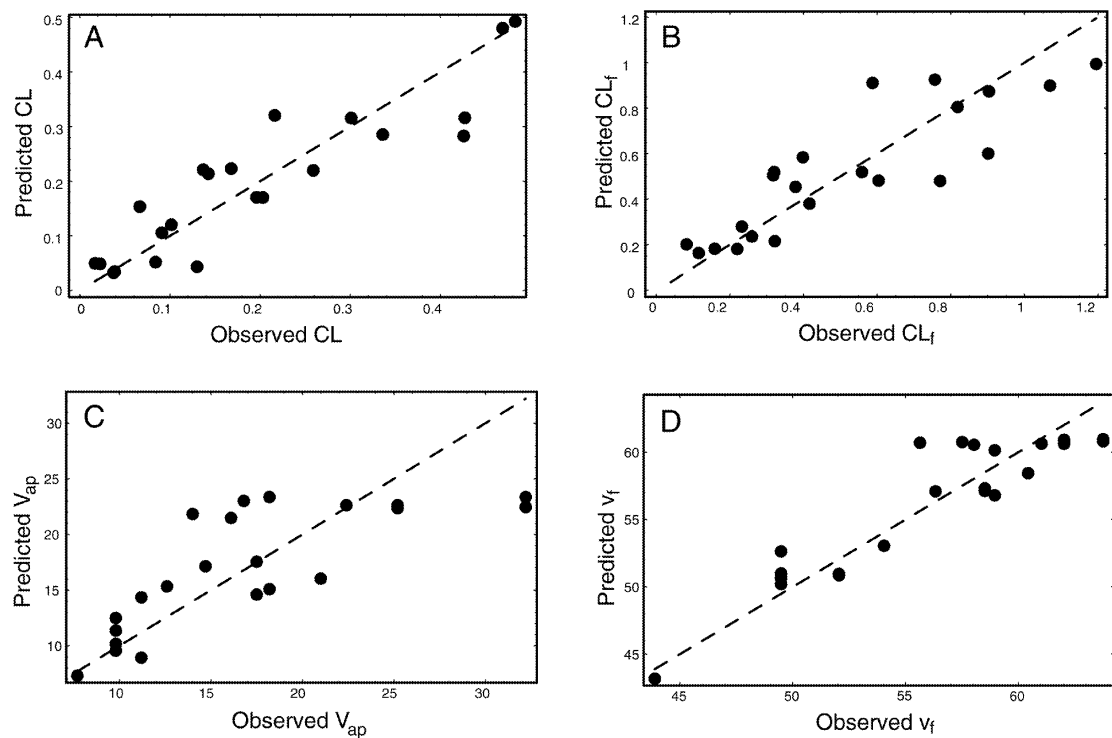 A
Predicted CL
0.5
0.4
0.3
0.2
0.1
0
0 0.1 0.2 0.3 0.4
Observed CL
B
Predicted CLf
1.2
1
0.8
0.6
0.4
0.2
0
0 0.2 0.4 0.6 0.8 1 1.2
Observed CLf
C
Predicted Vap
30
25
20
15
10
10 15 20 25 30
Observed Vap
D
Predicted vf
60
55
50
45
45 50 55 60
Observed vf